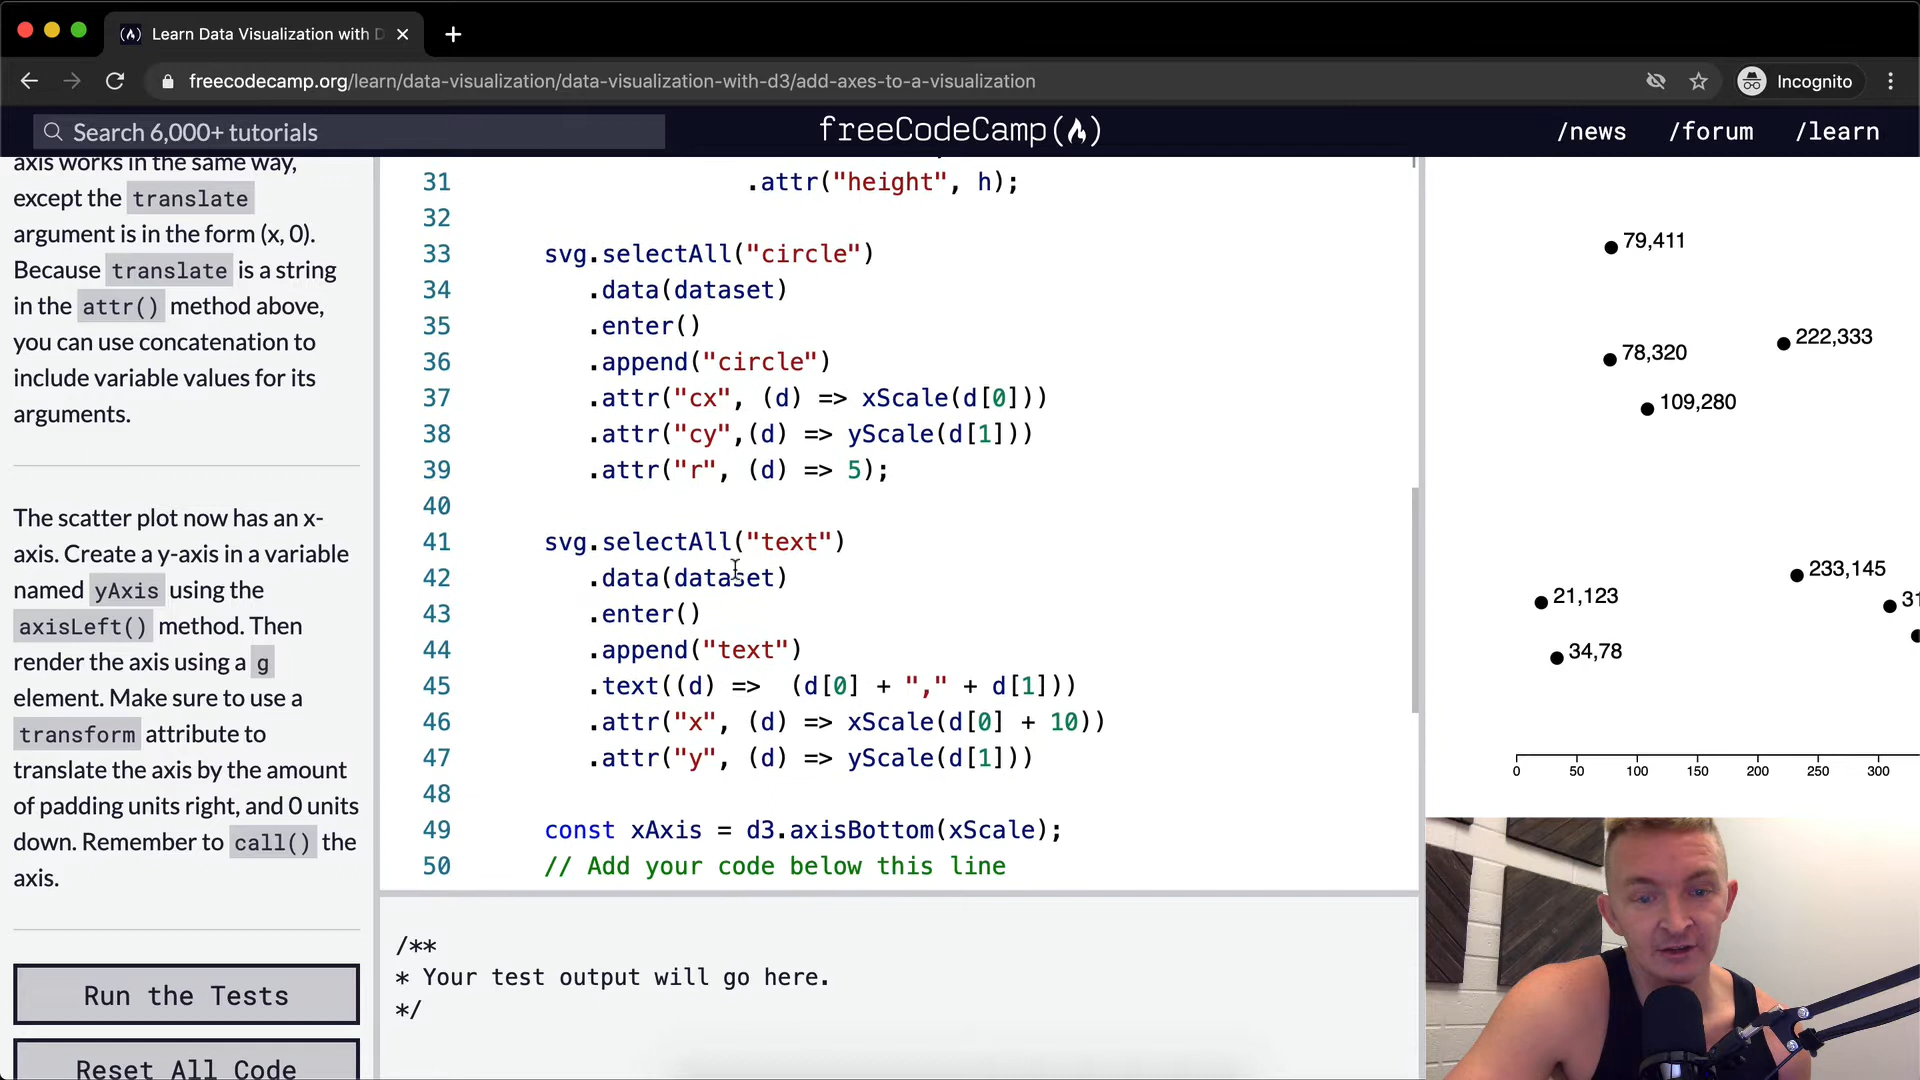 Learn Data Visualization with D
freecodecamp.org/learn/data-visualization/data-visualization-with-d3/add-axes-to-a-visualization
Incognito
Search 6,000+ tutorials
freeCodeCamp
/news /forum /learn
axis works in the same way,
except the translate
argument is in the form (x, 0).
Because translate is a string
in the attr() method above,
you can use concatenation to
include variable values for its
arguments.
The scatter plot now has an x-
axis. Create a y-axis in a variable
named yAxis using the
axisLeft() method. Then
render the axis using a g
element. Make sure to use a
transform attribute to
translate the axis by the amount
of padding units right, and 0 units
down. Remember to call() the
axis.
Run the Tests
Reset All Code
31 .attr("height", h);
32
33 svg.selectAll("circle")
34 .data(dataset)
35 .enter()
36 .append("circle")
37 .attr("cx", (d) => xScale(d[0]))
38 .attr("cy",(d) => yScale(d[1]))
39 .attr("r", (d) => 5);
40
41 svg.selectAll("text")
42 .data(dataset)
43 .enter()
44 .append("text")
45 .text((d) =>  (d[0] + "," + d[1]))
46 .attr("x", (d) => xScale(d[0] + 10))
47 .attr("y", (d) => yScale(d[1]))
48
49 const xAxis = d3.axisBottom(xScale);
50 // Add your code below this line
/**
* Your test output will go here.
*/
79,411
222,333
78,320
109,280
233,145
21,123
31
34,78
0 50 100 150 200 250 300